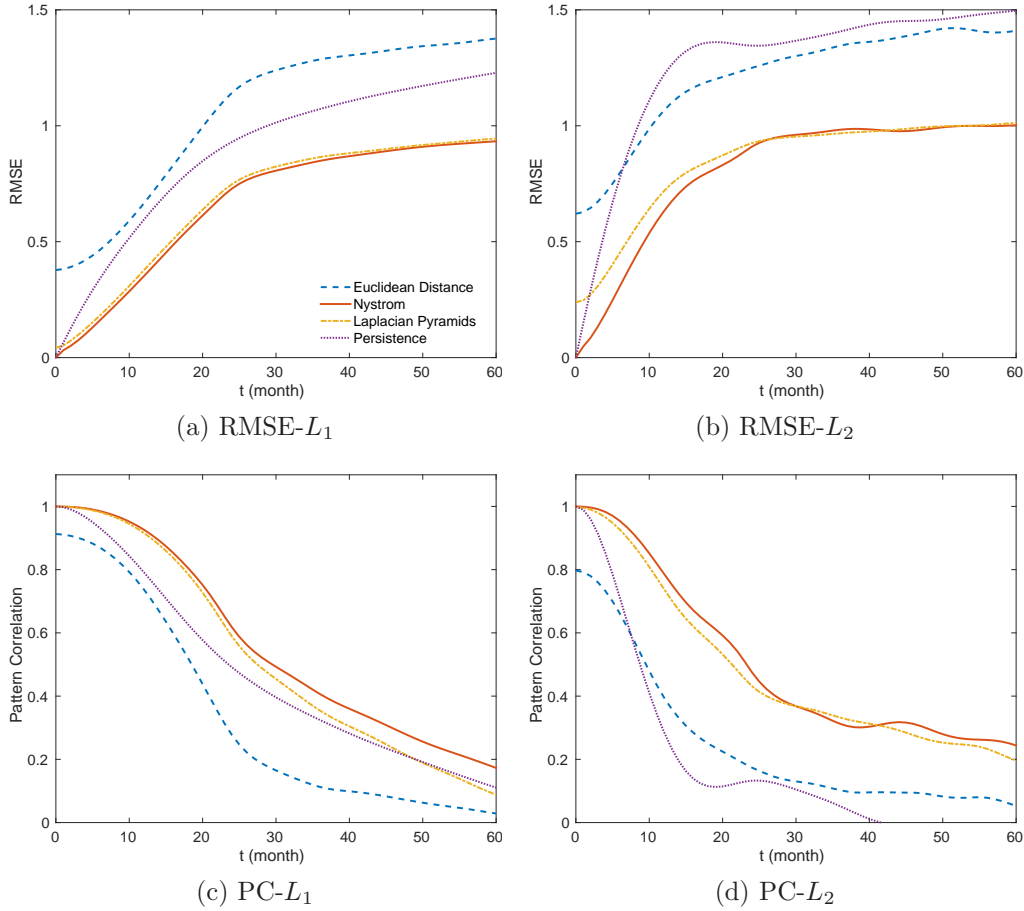 1.5
1
0.5
0
RMSE
0 10 20 30 40 50 60
t (month)
Euclidean Distance
Nystrom
Laplacian Pyramids
Persistence
(a) RMSE-L₁
1.5
1
0.5
0
RMSE
0 10 20 30 40 50 60
t (month)
(b) RMSE-L₂
1
0.8
0.6
0.4
0.2
0
Pattern Correlation
0 10 20 30 40 50 60
t (month)
(c) PC-L₁
1
0.8
0.6
0.4
0.2
0
Pattern Correlation
0 10 20 30 40 50 60
t (month)
(d) PC-L₂